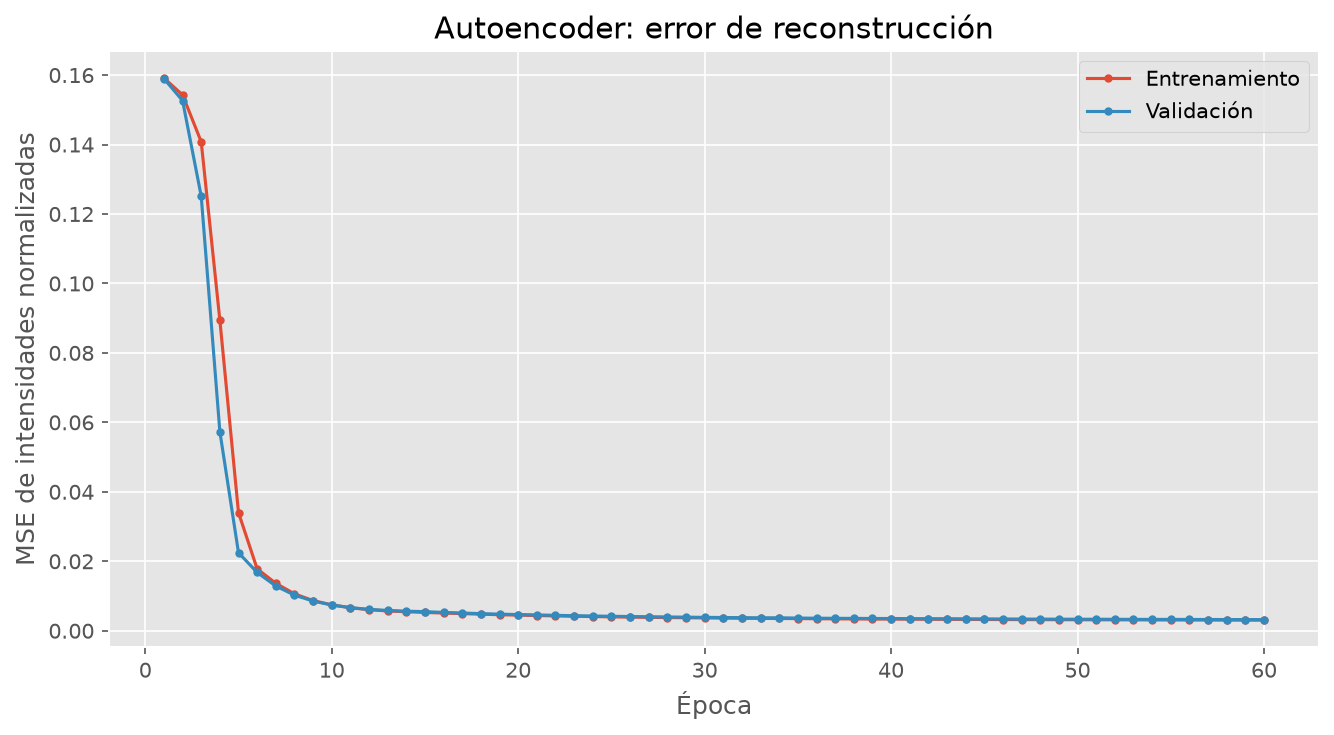 Autoencoder: error de reconstrucción
Entrenamiento
Validación
MSE de intensidades normalizadas
0.16
0.14
0.12
0.10
0.08
0.06
0.04
0.02
0.00
0 10 20 30 40 50 60
Época